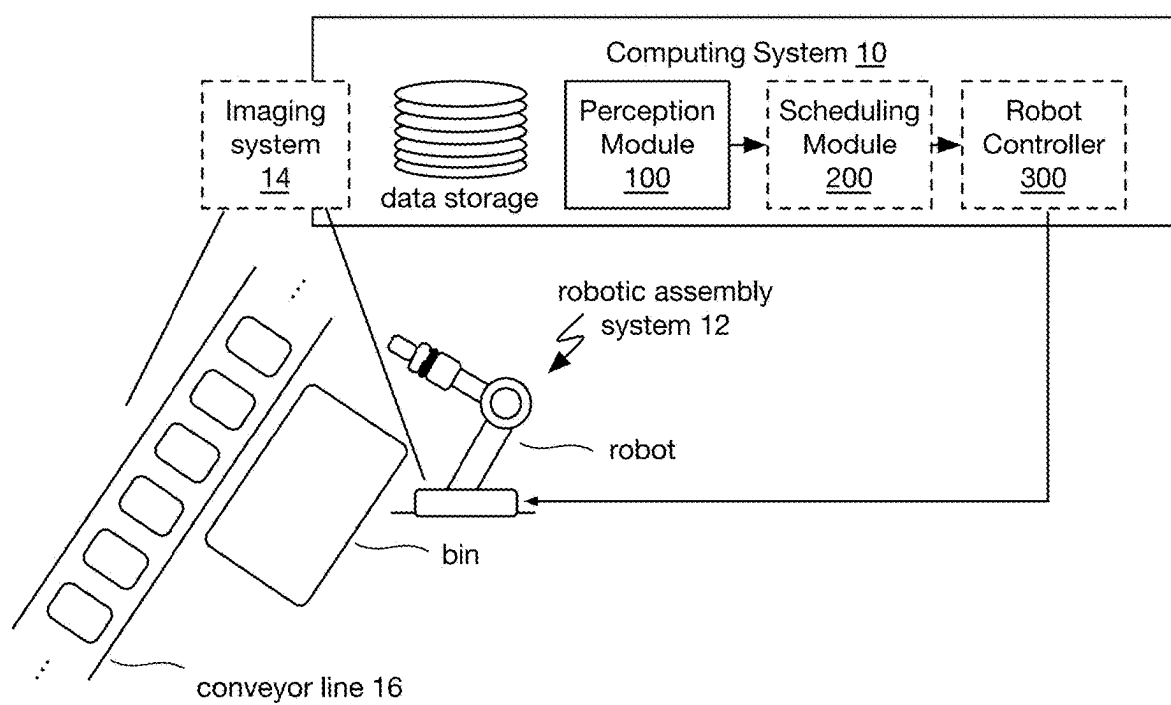 Computing System 10
Imaging
system
14
data storage
Perception
Module
100
Scheduling
Module
200
Robot
Controller
300
robotic assembly
system 12
robot
bin
conveyor line 16